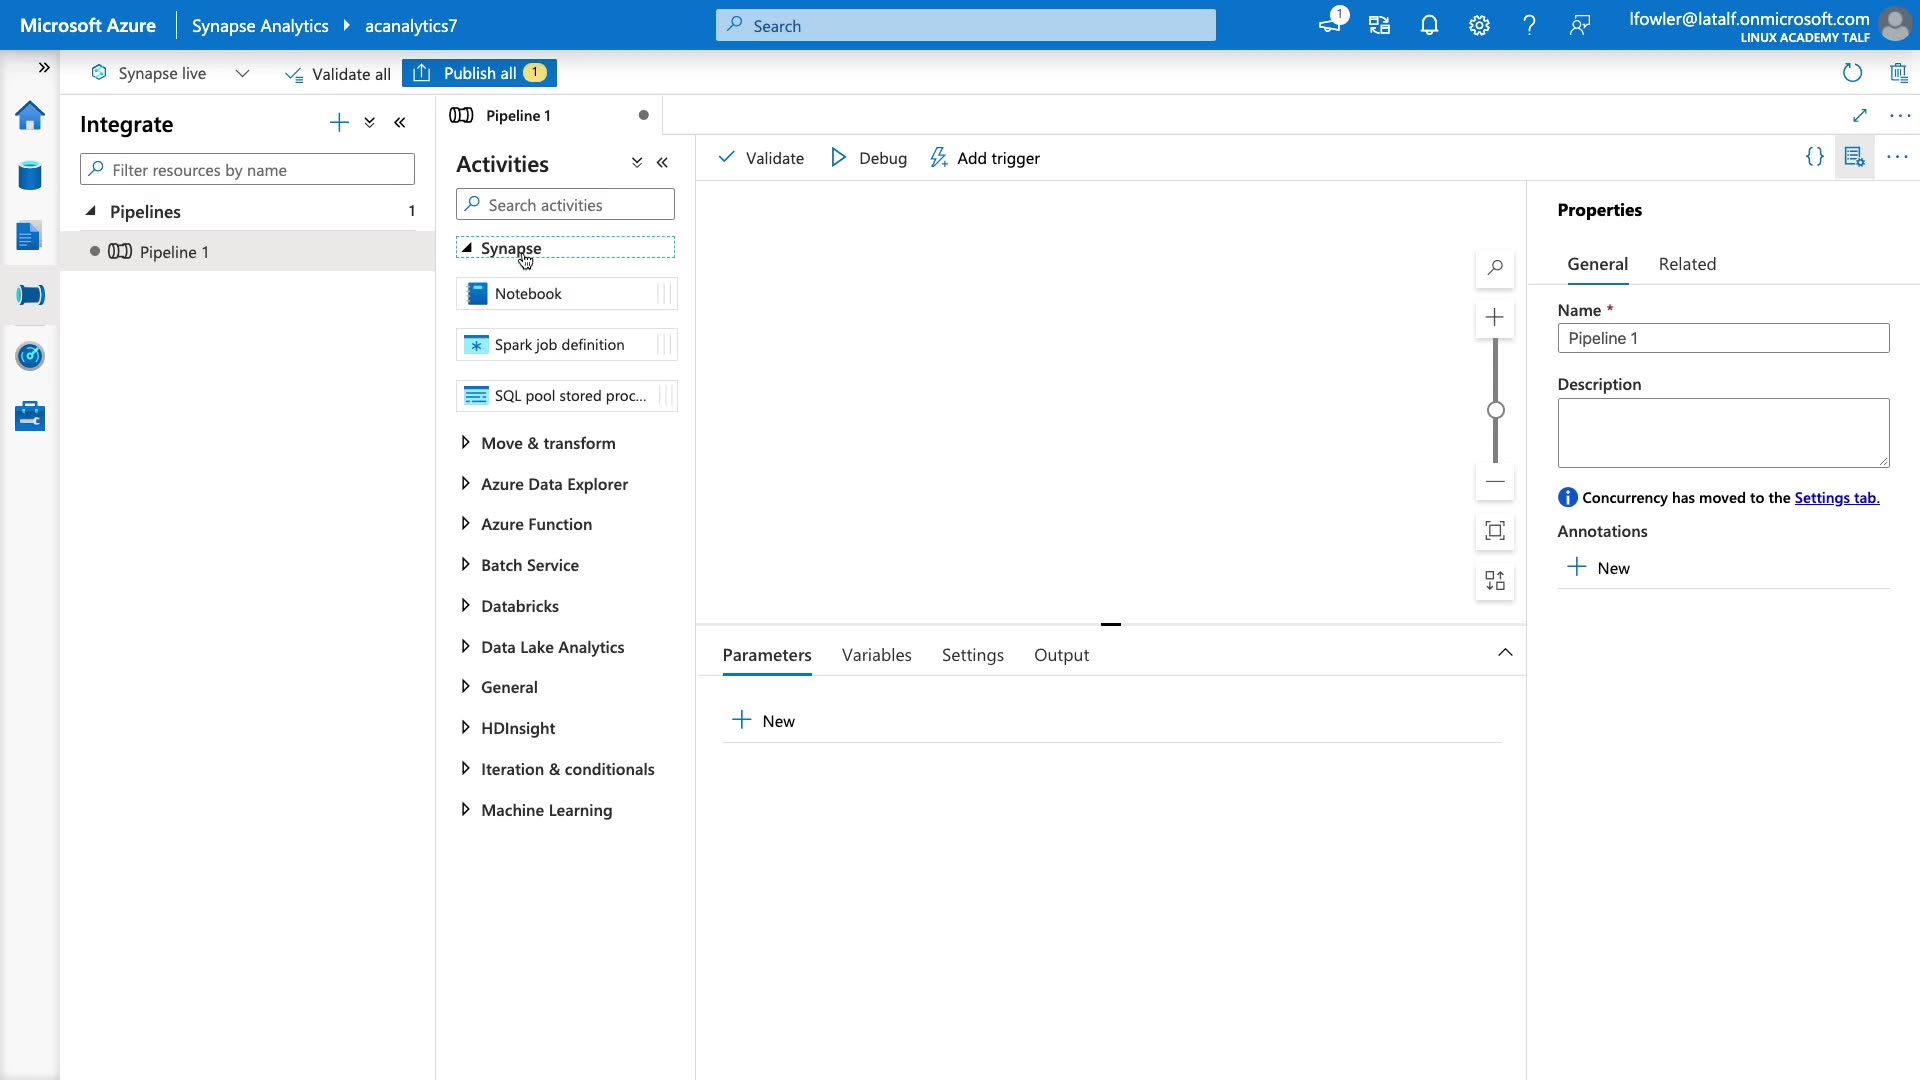 Microsoft Azure
Synapse Analytics
acanalytics7
Search
1
lfowler@latalf.onmicrosoft.com
LINUX ACADEMY TALF
Synapse live
Validate all
Publish all 1
Integrate
Filter resources by name
Pipelines 1
Pipeline 1
Pipeline 1
Activities
Search activities
Synapse
Notebook
Spark job definition
SQL pool stored proc...
Move & transform
Azure Data Explorer
Azure Function
Batch Service
Databricks
Data Lake Analytics
General
HDInsight
Iteration & conditionals
Machine Learning
Validate
Debug
Add trigger
Parameters
Variables
Settings
Output
New
Properties
General
Related
Name *
Pipeline 1
Description
Concurrency has moved to the Settings tab.
Annotations
New